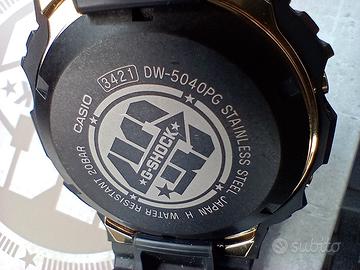 3421 DW-5040PG STAINLESS STEEL JAPAN H WATER RESISTANT 20BAR CASIO
G-SHOCK
subito